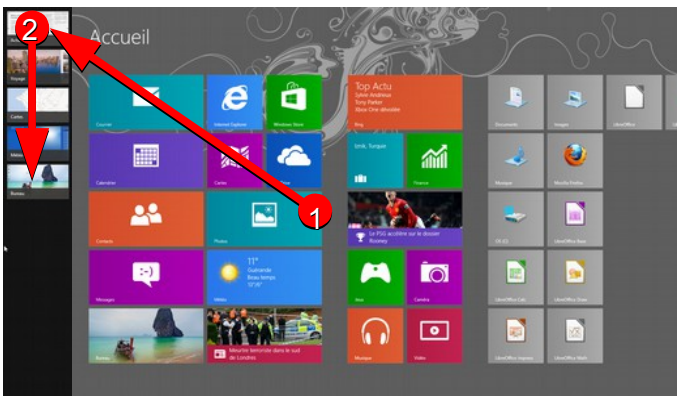 2
Accueil
Voyage
Cartes
Météo
Bureau
1
Courrier
Internet Explorer
Windows Store
Calendrier
Cartes
Contacts
Photos
Messages
11°
Guérande
Beau temps
Météo
Bureau
Meurtre terroriste dans le sud
de Londres
Top Actu
Sylvie Andrieux
Tony Parker
Xbox One dévoilée
Bing
Iznik, Turquie
Finance
Le PSG accélère sur le dossier
Rooney
Jeux
Caméra
Musique
Vidéo
Documents
Images
LibreOffice
Musique
Mozilla Firefox
OS (C:)
LibreOffice Base
LibreOffice Calc
LibreOffice Draw
LibreOffice Impress
LibreOffice Math